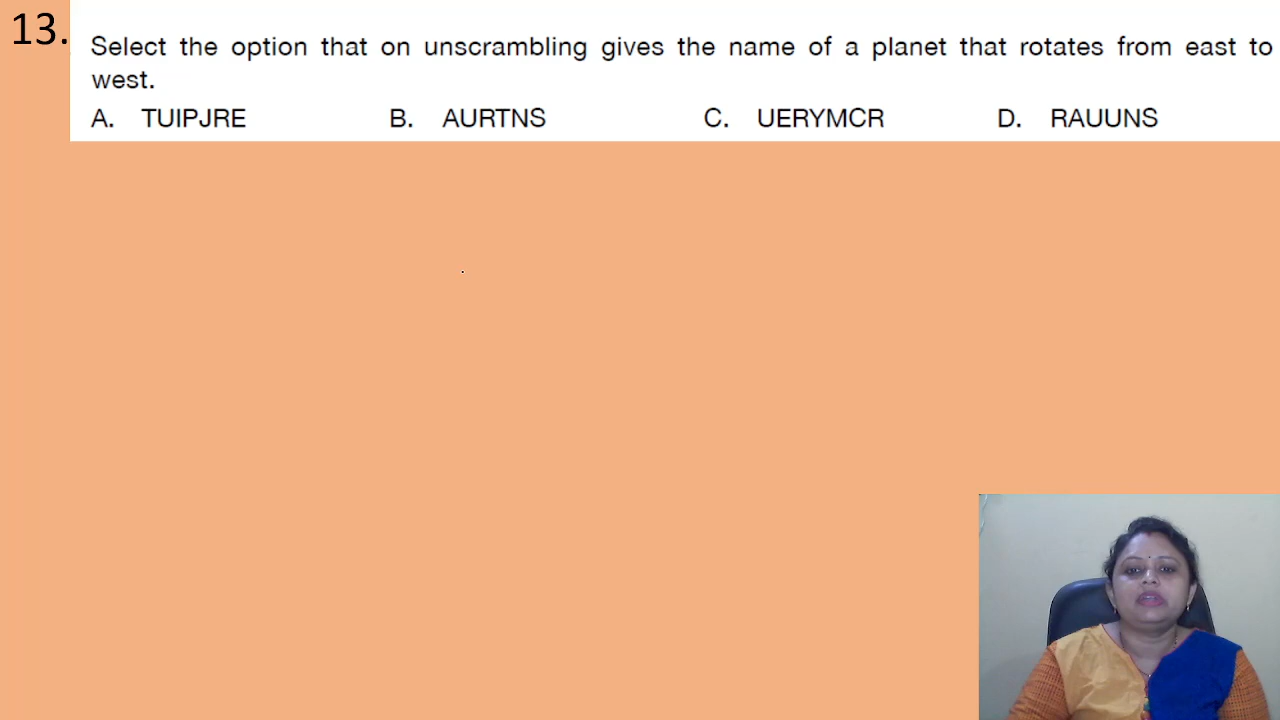 13.
Select the option that on unscrambling gives the name of a planet that rotates from east to
west.
A. TUIPJRE B. AURTNS C. UERYMCR D. RAUUNS